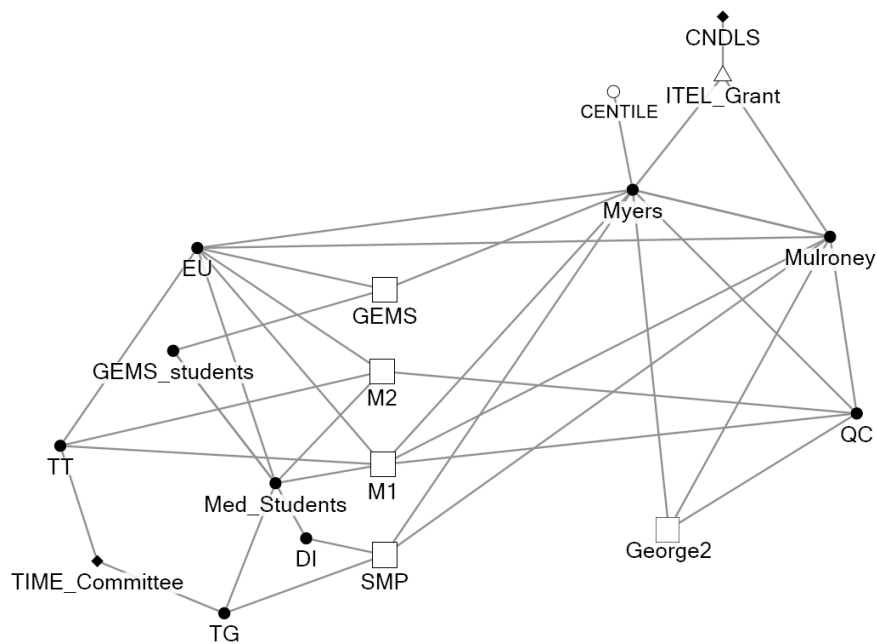 CNDLS
ITEL_Grant
CENTILE
Myers
Mulroney
EU
GEMS
GEMS_students
M2
QC
TT
M1
Med_Students
George2
DI
SMP
TIME_Committee
TG